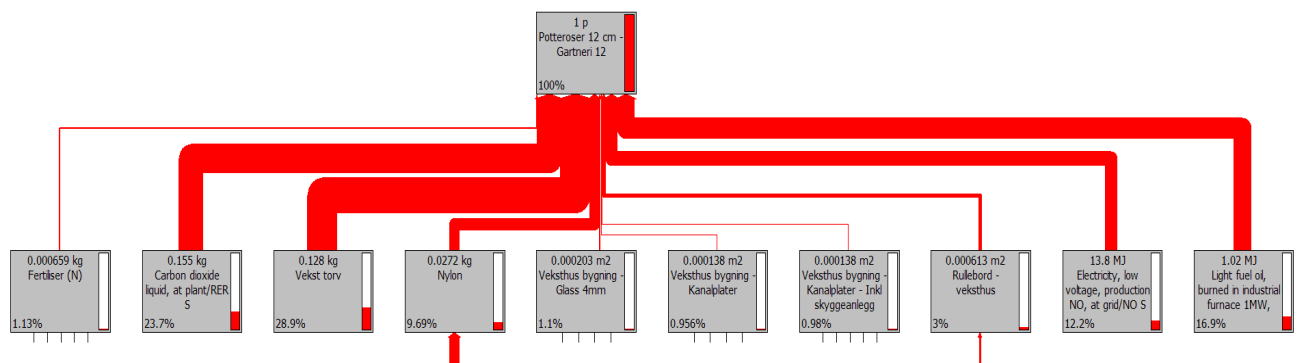 1 p
Potteroser 12 cm -
Gartneri 12
100%
0.000659 kg
Fertiliser (N)
1.13%
0.155 kg
Carbon dioxide
liquid, at plant/RER
S
23.7%
0.128 kg
Vekst torv
28.9%
0.0272 kg
Nylon
9.69%
0.000203 m2
Veksthus bygning -
Glass 4mm
1.1%
0.000138 m2
Veksthus bygning -
Kanalplater
0.956%
0.000138 m2
Veksthus bygning -
Kanalplater - Inkl
skyggeanlegg
0.98%
0.000613 m2
Rullebord -
veksthus
3%
13.8 MJ
Electricity, low
voltage, production
NO, at grid/NO S
12.2%
1.02 MJ
Light fuel oil,
burned in industrial
furnace 1MW,
16.9%